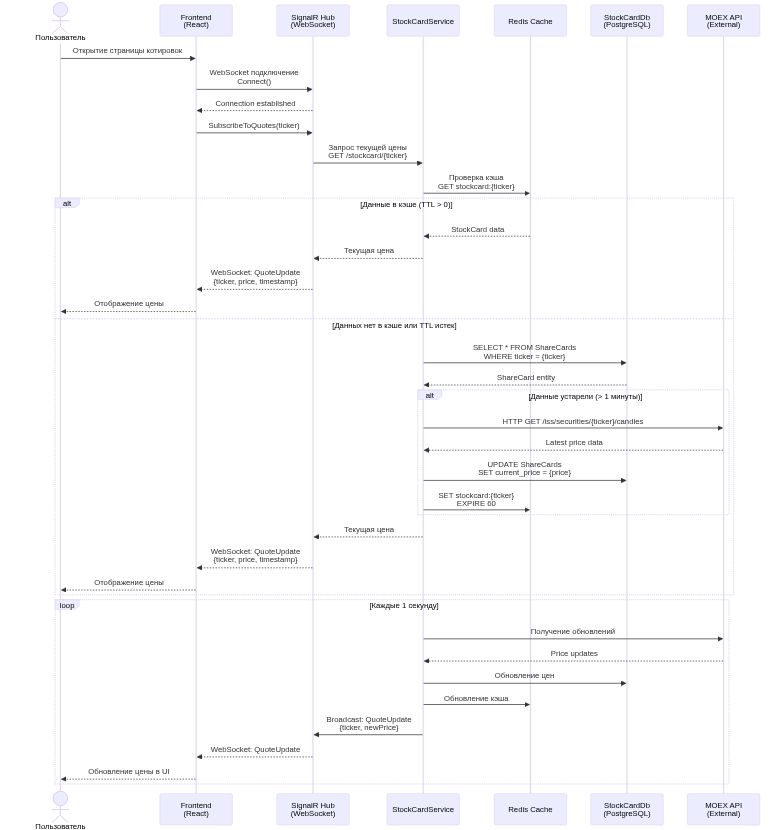 Пользователь
Frontend
(React)
SignalR Hub
(WebSocket)
StockCardService
Redis Cache
StockCardDb
(PostgreSQL)
MOEX API
(External)
Открытие страницы котировок
WebSocket подключение
Connect()
Connection established
SubscribeToQuotes(ticker)
Запрос текущей цены
GET /stockcard/{ticker}
Проверка кэша
GET stockcard:{ticker}
alt
[Данные в кэше (TTL > 0)]
StockCard data
Текущая цена
WebSocket: QuoteUpdate
{ticker, price, timestamp}
Отображение цены
[Данных нет в кэше или TTL истек]
SELECT * FROM ShareCards
WHERE ticker = {ticker}
ShareCard entity
alt
[Данные устарели (> 1 минуты)]
HTTP GET /iss/securities/{ticker}/candles
Latest price data
UPDATE ShareCards
SET current_price = {price}
SET stockcard:{ticker}
EXPIRE 60
Текущая цена
WebSocket: QuoteUpdate
{ticker, price, timestamp}
Отображение цены
loop
[Каждые 1 секунду]
Получение обновлений
Price updates
Обновление цен
Обновление кэша
Broadcast: QuoteUpdate
{ticker, newPrice}
WebSocket: QuoteUpdate
Обновление цены в UI
Пользователь
Frontend
(React)
SignalR Hub
(WebSocket)
StockCardService
Redis Cache
StockCardDb
(PostgreSQL)
MOEX API
(External)